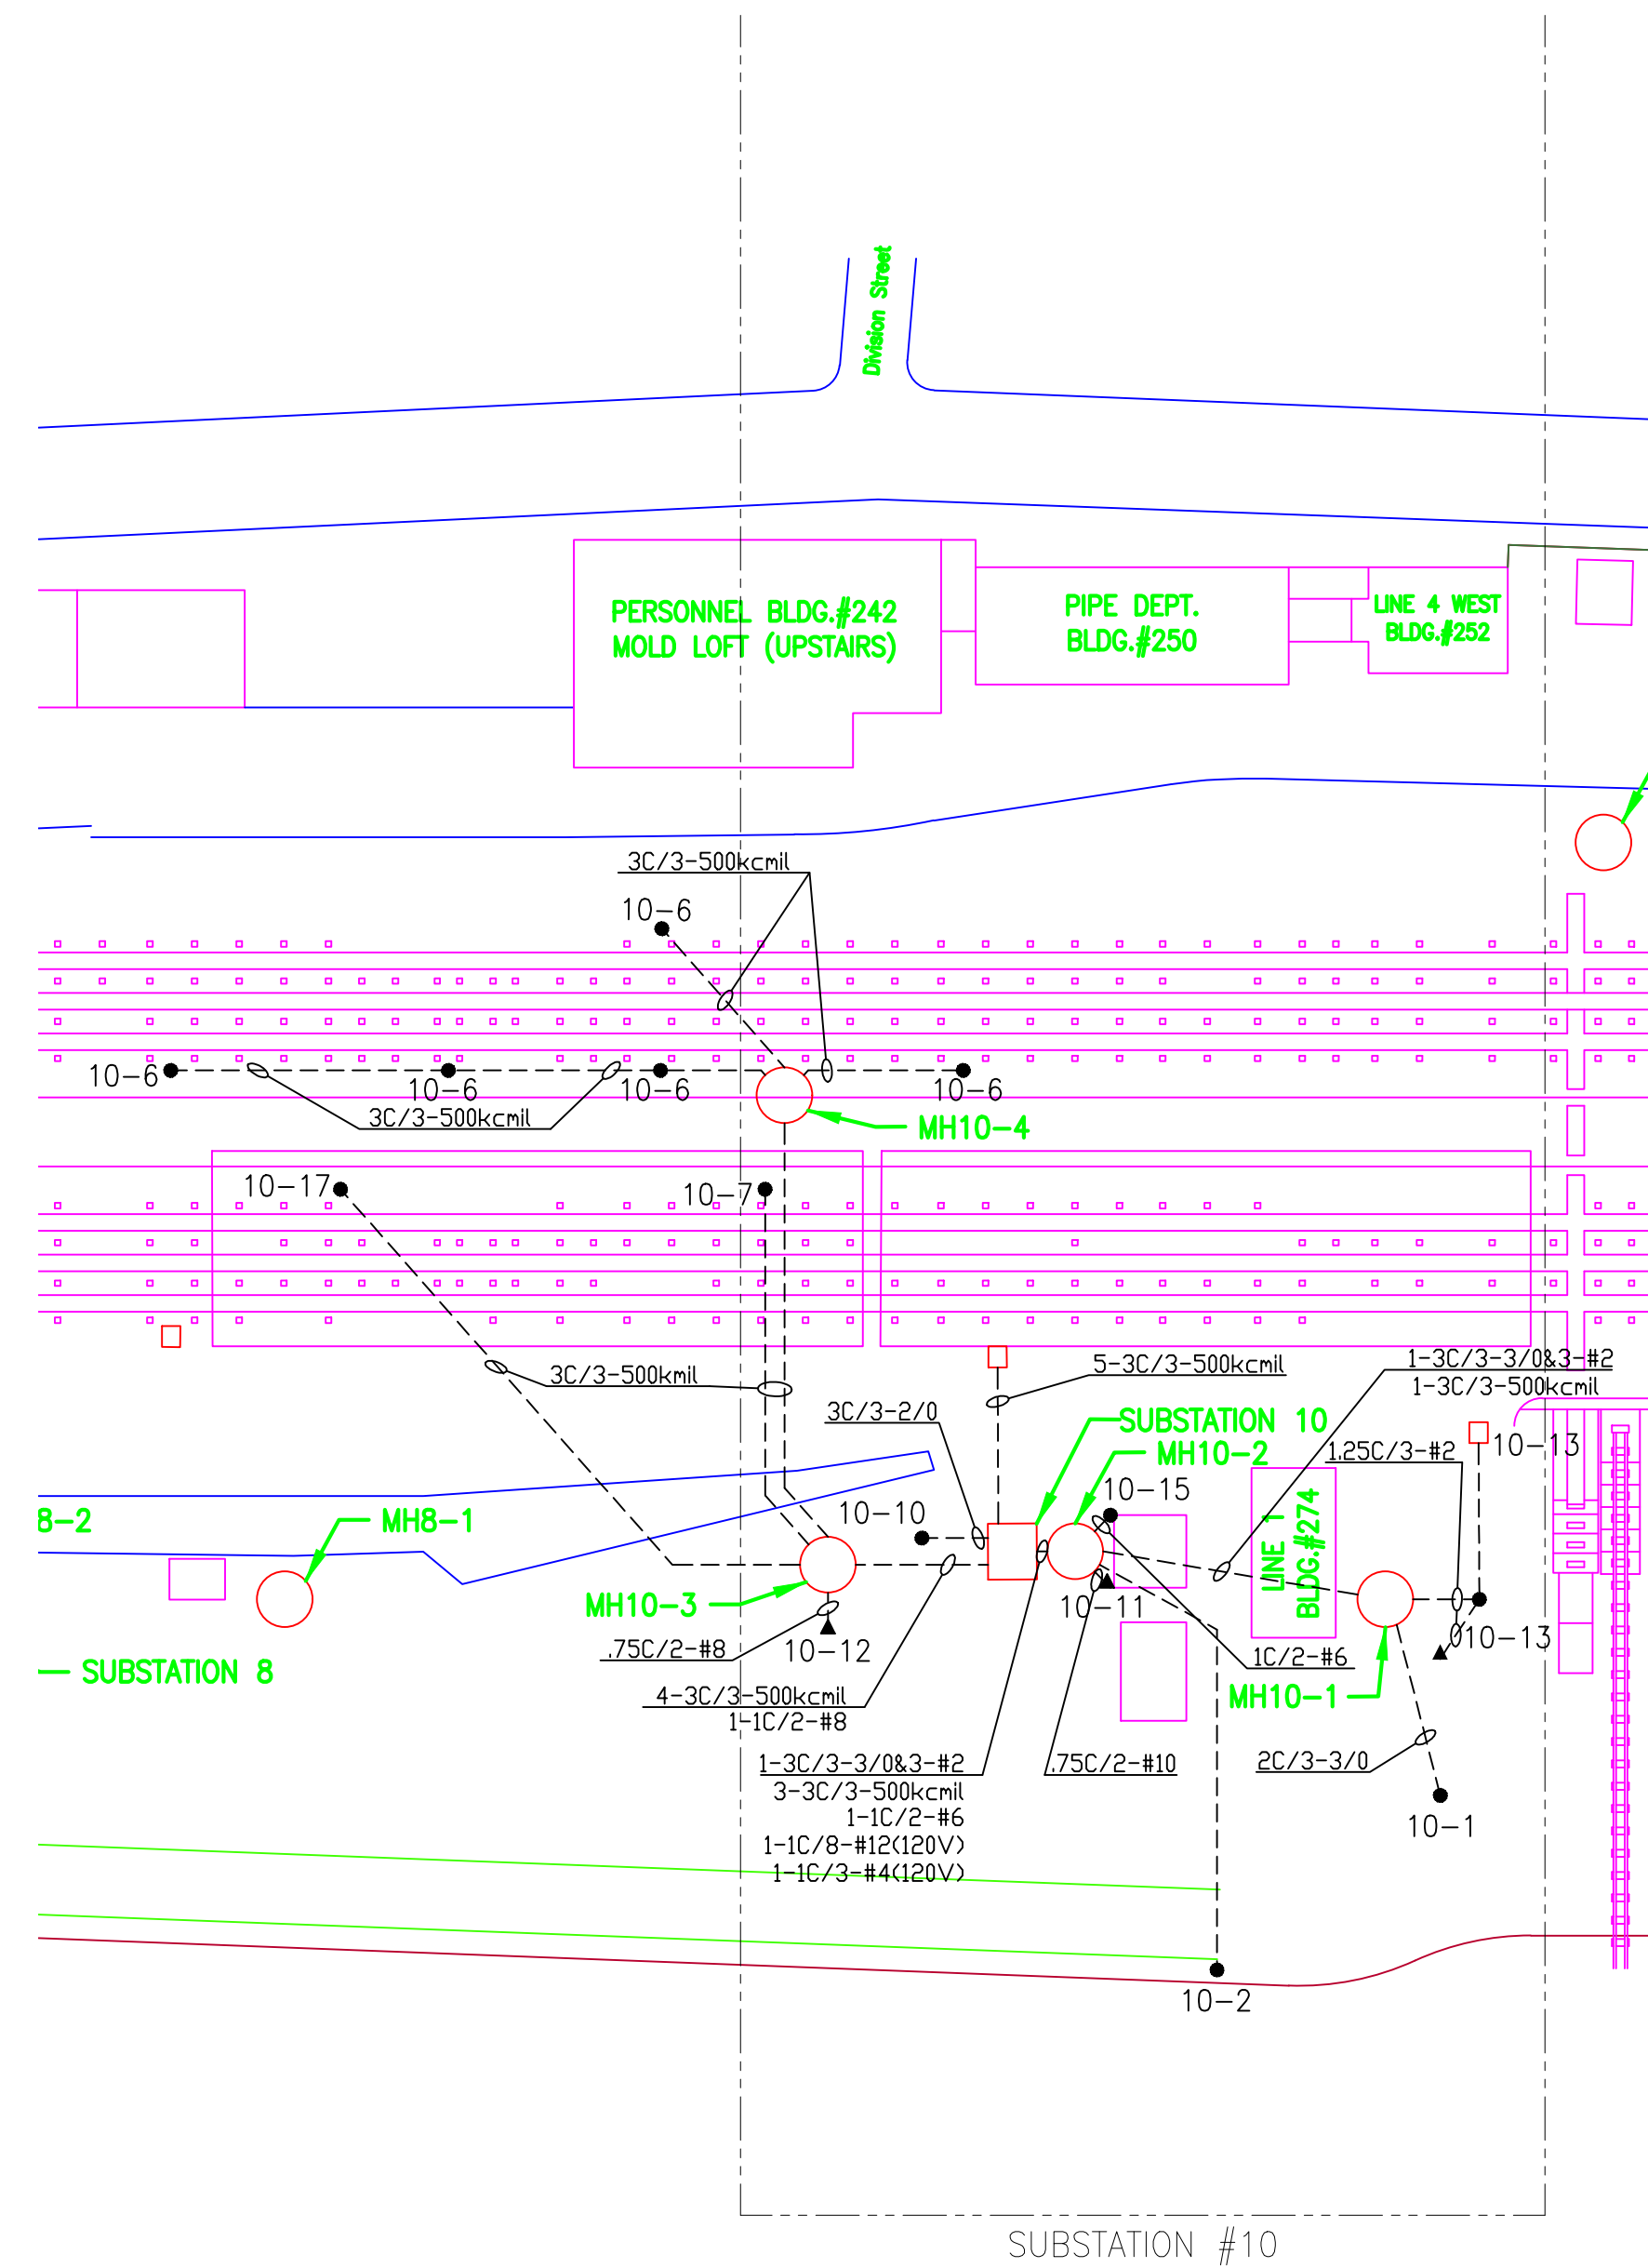 Division Street
PERSONNEL BLDG.#242
MOLD LOFT (UPSTAIRS)
PIPE DEPT.
BLDG.#250
LINE 4 WEST
BLDG.#252
3C/3-500kcmil
10-6
10-6
10-6
10-6
10-6
3C/3-500kcmil
MH10-4
10-17
10-7
3C/3-500kmil
5-3C/3-500kcmil
1-3C/3-3/0&3-#2
1-3C/3-500kcmil
3C/3-2/0
SUBSTATION 10
MH10-2
1.25C/3-#2
10-13
10-15
10-10
8-2
MH8-1
LINE 1
BLDG.#274
MH10-3
10-11
10-12
10-13
.75C/2-#8
1C/2-#6
SUBSTATION 8
4-3C/3-500kcmil
1-1C/2-#8
MH10-1
1-3C/3-3/0&3-#2
3-3C/3-500kcmil
1-1C/2-#6
1-1C/8-#12(120V)
1-1C/3-#4(120V)
.75C/2-#10
2C/3-3/0
10-1
10-2
SUBSTATION #10